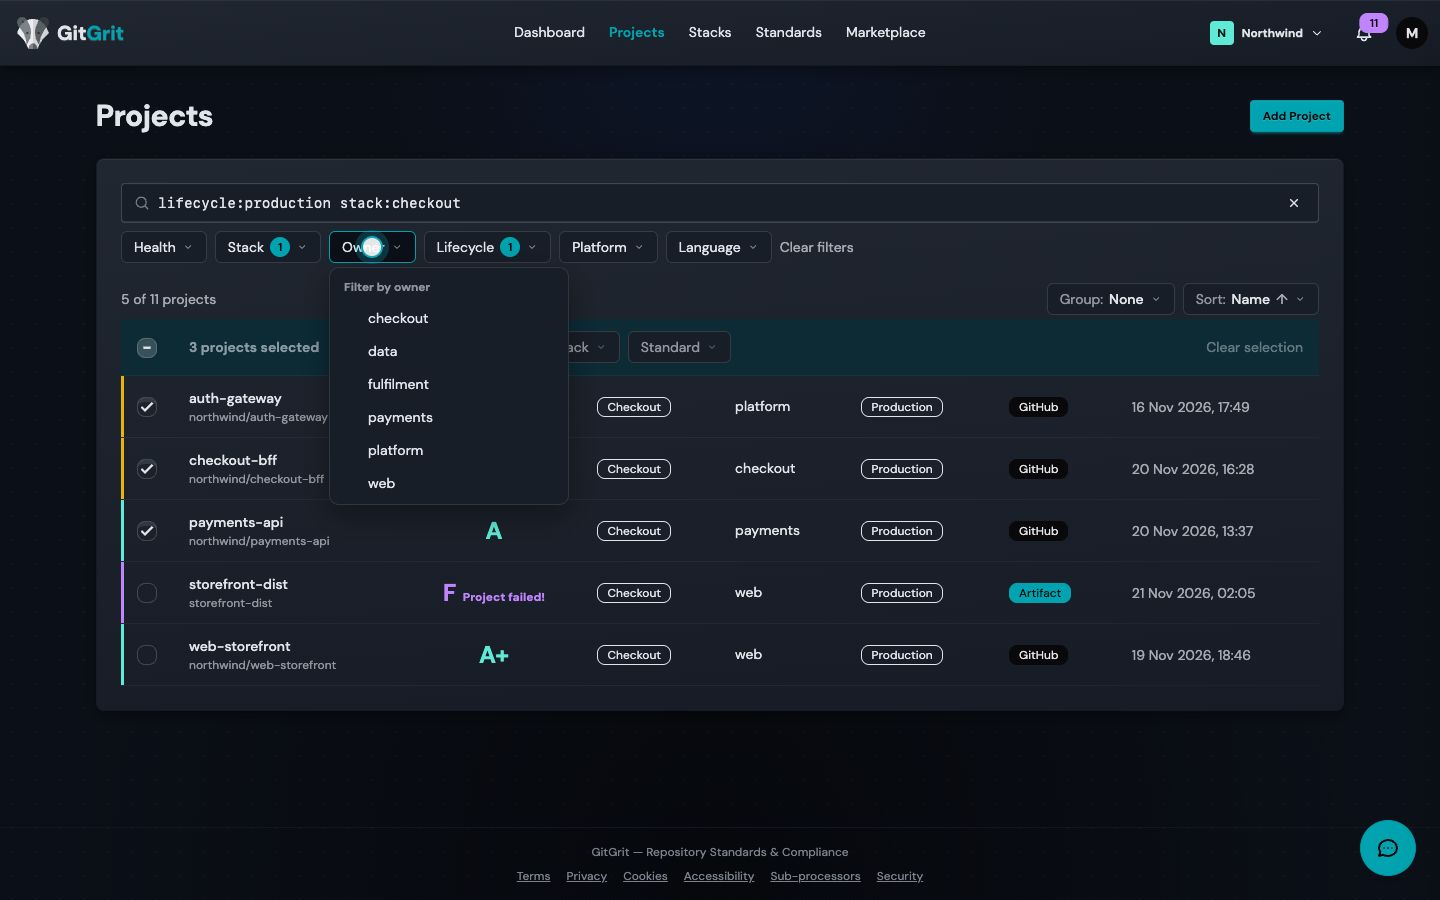 GitGrit
Dashboard
Projects
Stacks
Standards
Marketplace
N
Northwind
11
M
Projects
Add Project
lifecycle:production stack:checkout
Health
Stack 1
Lifecycle 1
Platform
Language
Clear filters
Filter by owner
checkout
data
fulfilment
payments
platform
web
5 of 11 projects
Group: None
Sort: Name
3 projects selected
Standard
Clear selection
auth-gateway
northwind/auth-gateway
Checkout
platform
Production
GitHub
16 Nov 2026, 17:49
checkout-bff
northwind/checkout-bff
Checkout
checkout
Production
GitHub
20 Nov 2026, 16:28
payments-api
northwind/payments-api
A
Checkout
payments
Production
GitHub
20 Nov 2026, 13:37
storefront-dist
storefront-dist
F Project failed!
Checkout
web
Production
Artifact
21 Nov 2026, 02:05
web-storefront
northwind/web-storefront
A+
Checkout
web
Production
GitHub
19 Nov 2026, 18:46
GitGrit — Repository Standards & Compliance
Terms
Privacy
Cookies
Accessibility
Sub-processors
Security